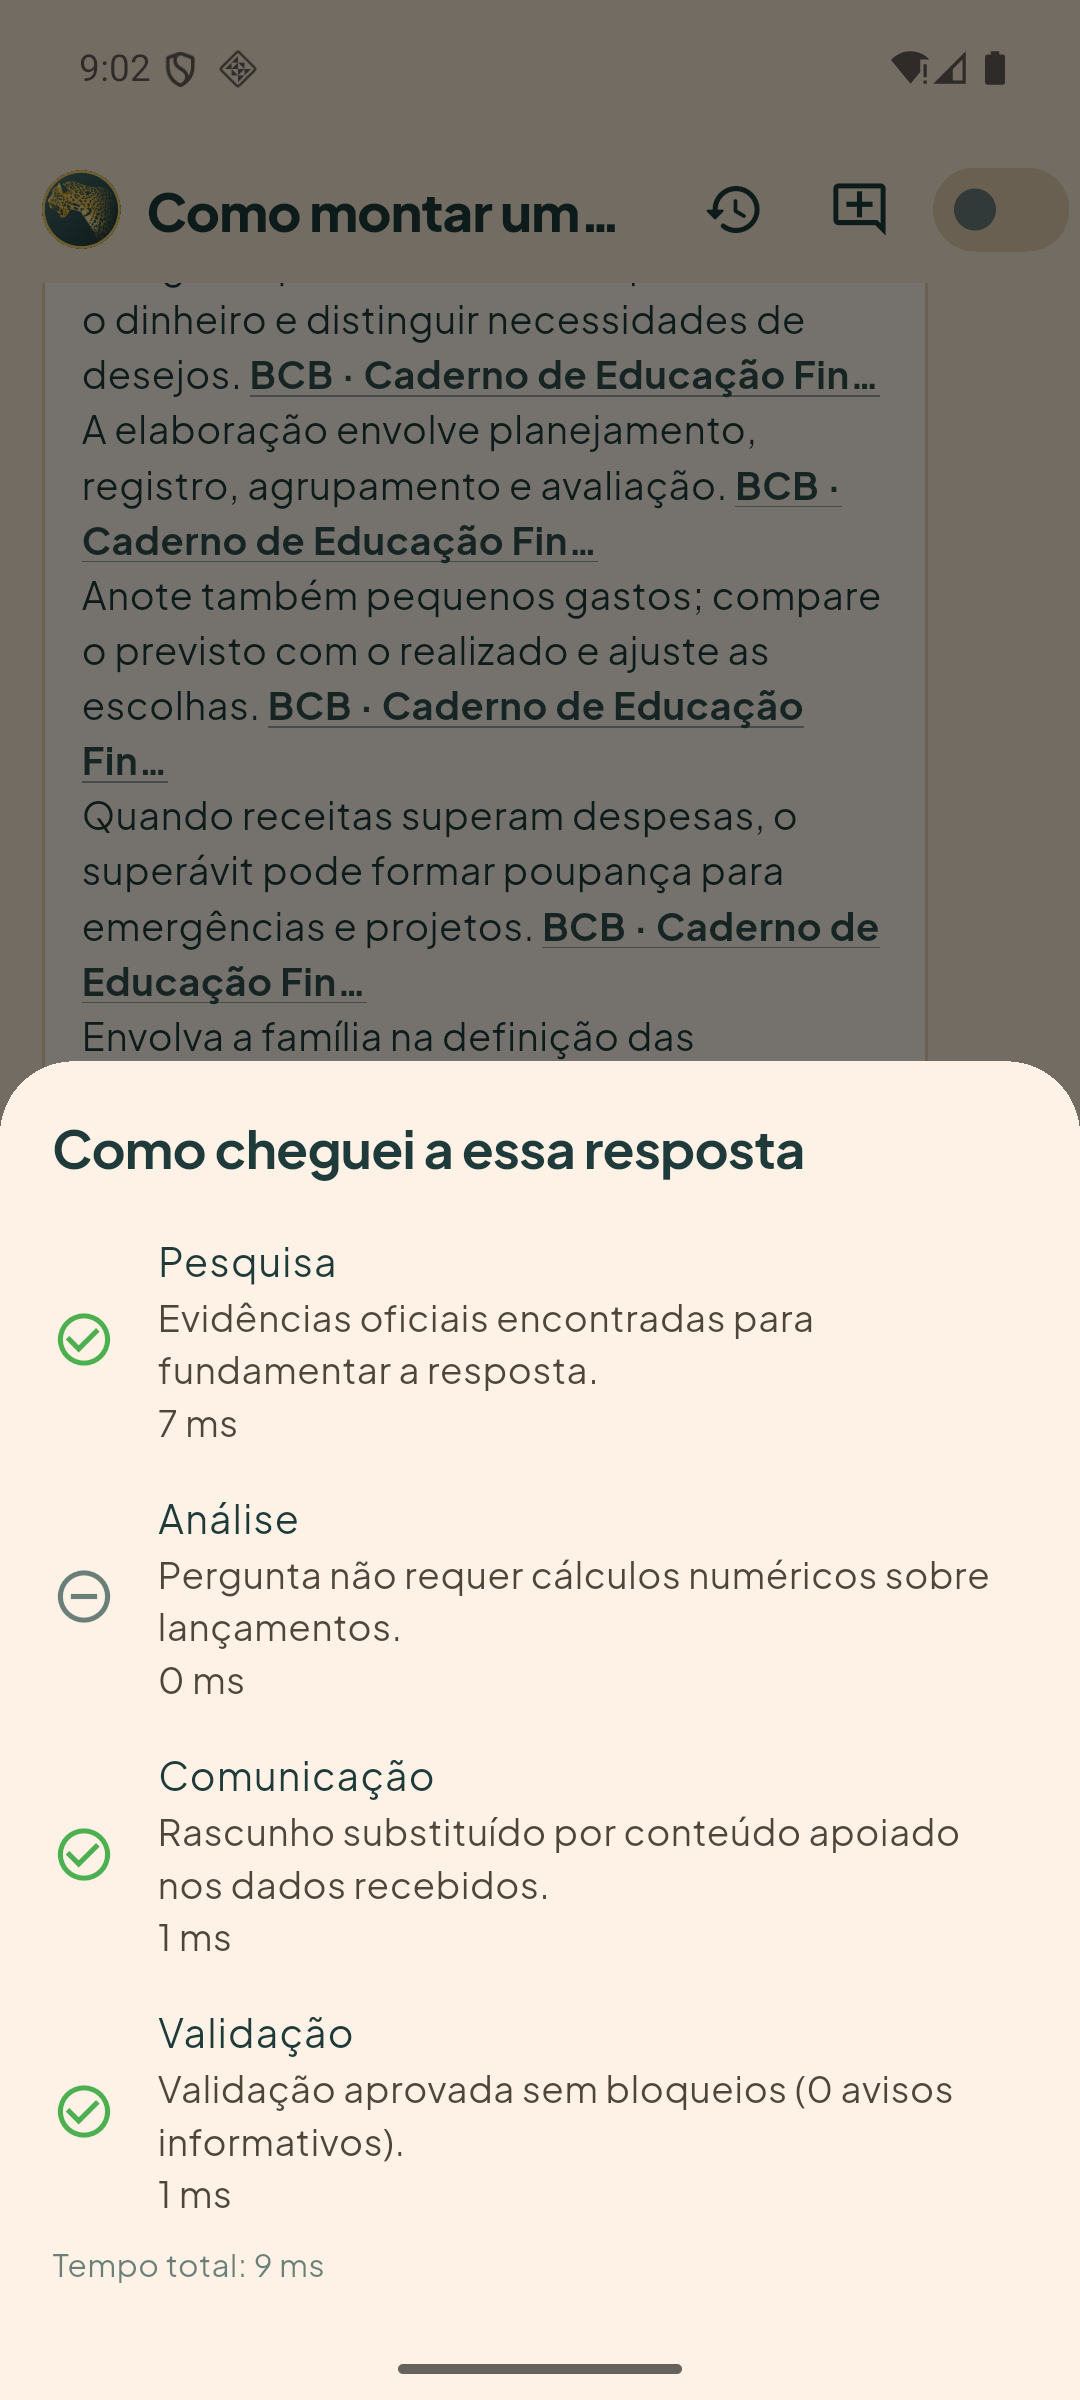 9:02
Como montar um...
o dinheiro e distinguir necessidades de
desejos. BCB · Caderno de Educação Fin...
A elaboração envolve planejamento,
registro, agrupamento e avaliação. BCB ·
Caderno de Educação Fin...
Anote também pequenos gastos; compare
o previsto com o realizado e ajuste as
escolhas. BCB · Caderno de Educação
Fin...
Quando receitas superam despesas, o
superávit pode formar poupança para
emergências e projetos. BCB · Caderno de
Educação Fin...
Envolva a família na definição das
Como cheguei a essa resposta
Pesquisa
Evidências oficiais encontradas para
fundamentar a resposta.
7 ms
Análise
Pergunta não requer cálculos numéricos sobre
lançamentos.
0 ms
Comunicação
Rascunho substituído por conteúdo apoiado
nos dados recebidos.
1 ms
Validação
Validação aprovada sem bloqueios (0 avisos
informativos).
1 ms
Tempo total: 9 ms